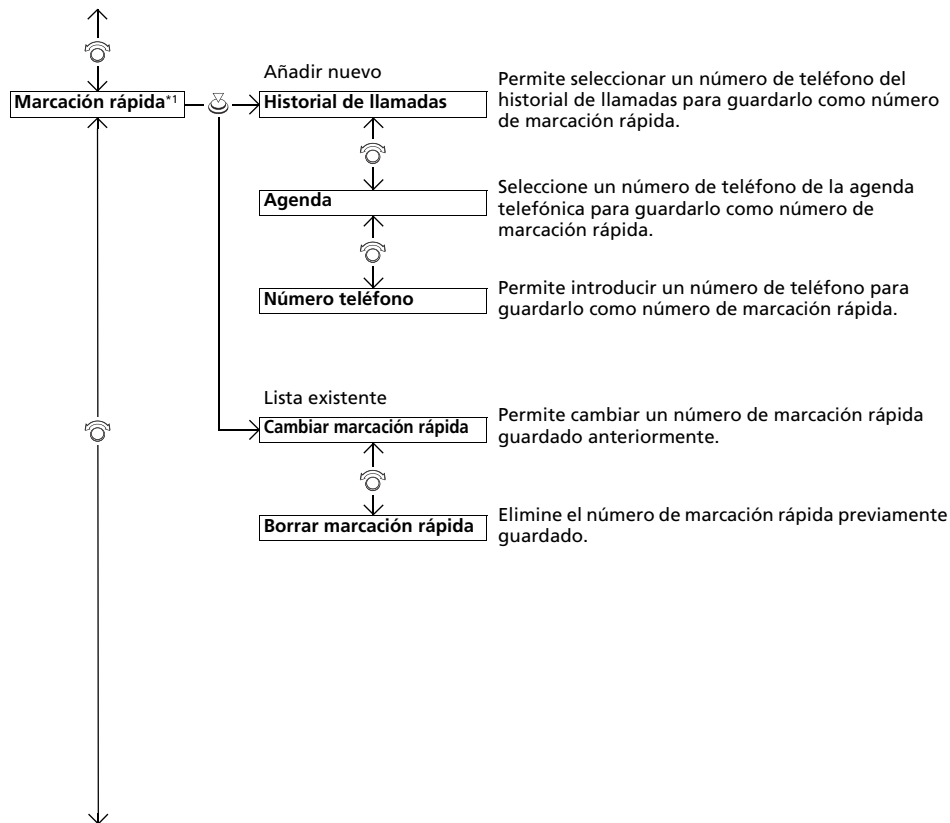 Marcación rápida*1
Añadir nuevo
Historial de llamadas
Permite seleccionar un número de teléfono del
historial de llamadas para guardarlo como número
de marcación rápida.
Agenda
Seleccione un número de teléfono de la agenda
telefónica para guardarlo como número de
marcación rápida.
Número teléfono
Permite introducir un número de teléfono para
guardarlo como número de marcación rápida.
Lista existente
Cambiar marcación rápida
Permite cambiar un número de marcación rápida
guardado anteriormente.
Borrar marcación rápida
Elimine el número de marcación rápida previamente
guardado.